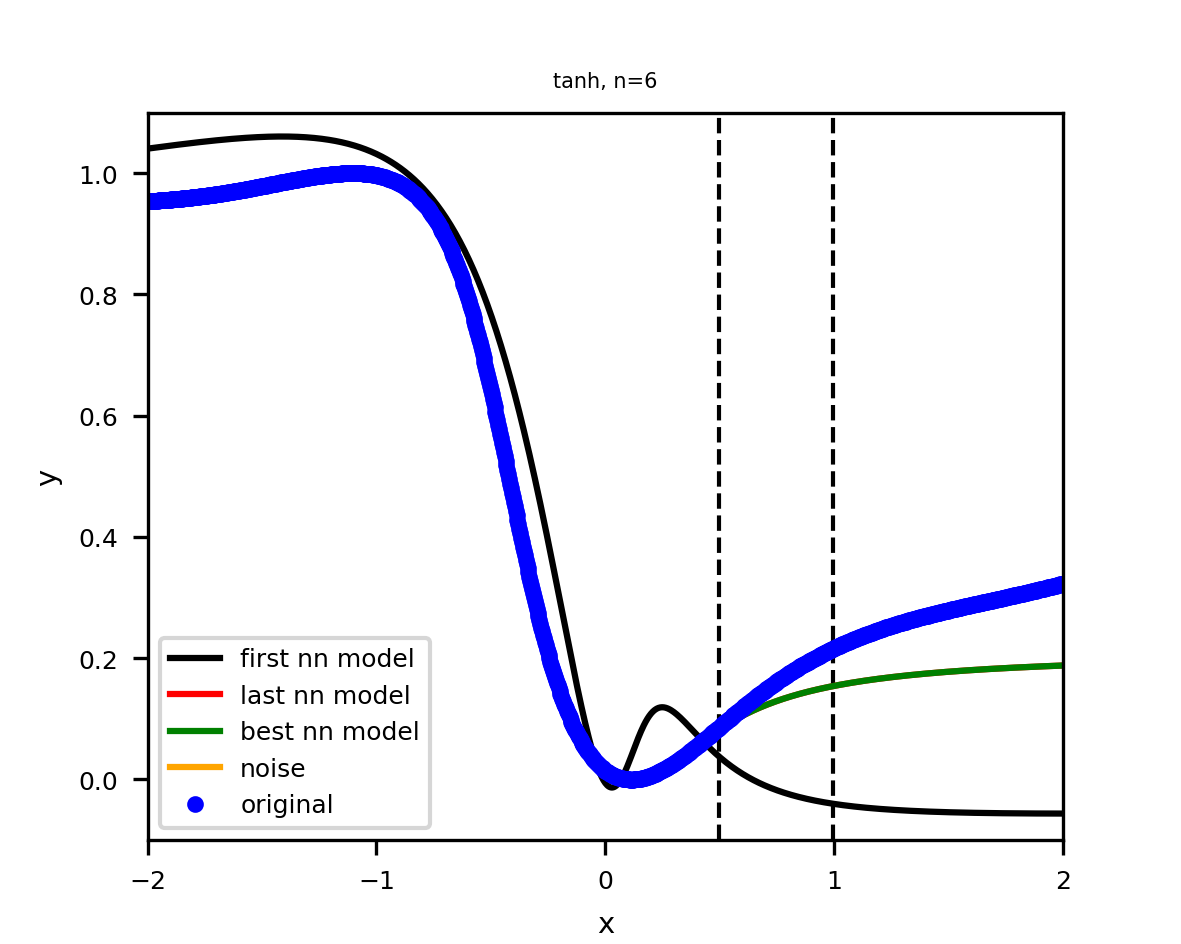 tanh, n=6
1.0
0.8
0.6
0.4
0.2
0.0
y
first nn model
last nn model
best nn model
noise
original
−2
−1
0
1
2
x